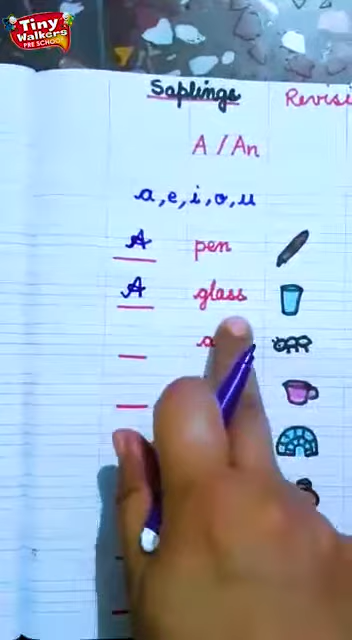 Tiny Walkers
PRE SCHOOL
Saplings
A / An
a, e, i, o, u
A pen
A glass